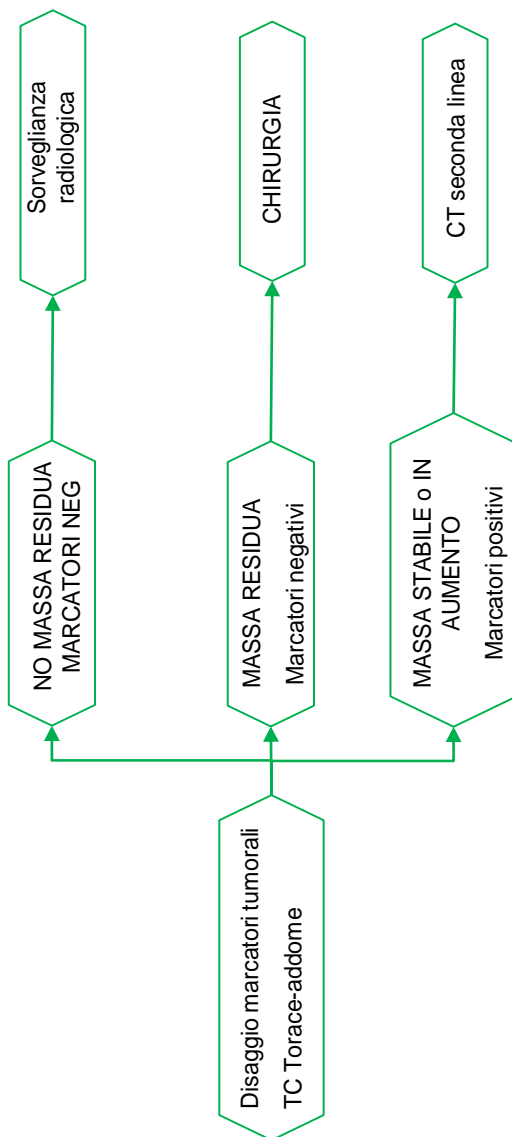 Disaggio marcatori tumorali
TC Torace-addome
NO MASSA RESIDUA
MARCATORI NEG
Sorveglianza
radiologica
MASSA RESIDUA
Marcatori negativi
CHIRURGIA
MASSA STABILE o IN
AUMENTO
Marcatori positivi
CT seconda linea